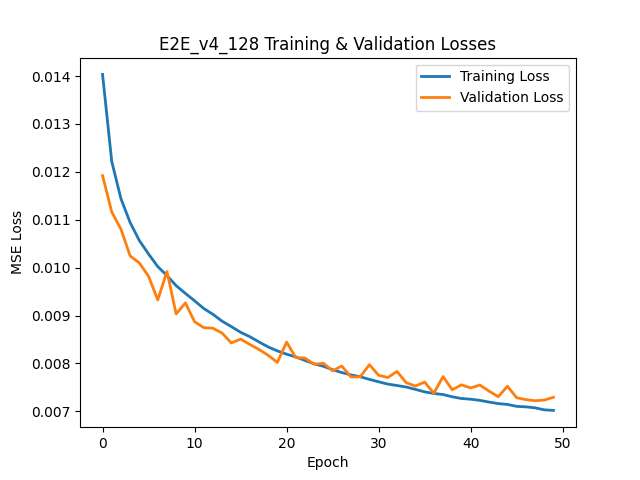 E2E_v4_128 Training & Validation Losses
Training Loss
Validation Loss
MSE Loss
0.014
0.013
0.012
0.011
0.010
0.009
0.008
0.007
0 10 20 30 40 50
Epoch